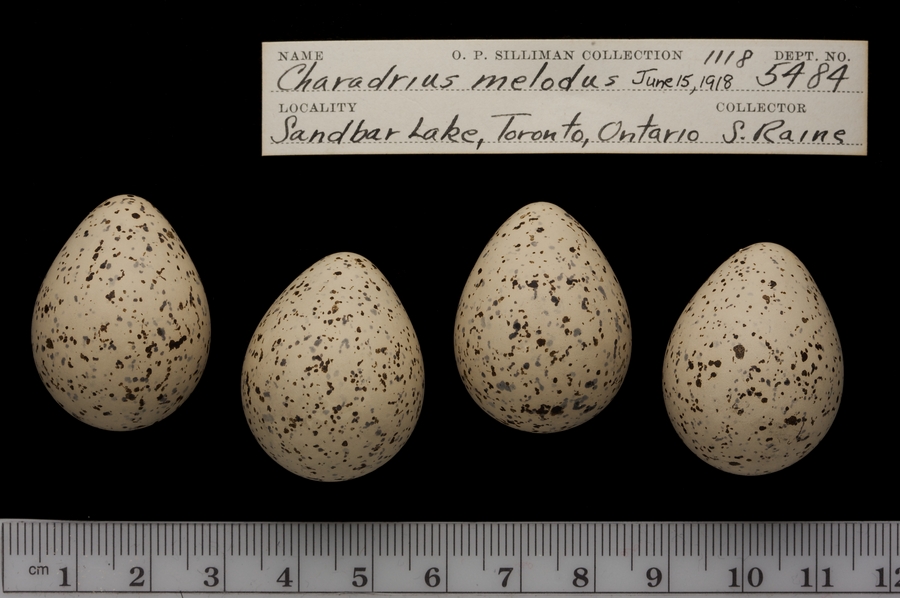 NAME O. P. SILLIMAN COLLECTION 1118 DEPT. NO.
Charadrius melodus June 15, 1918 5484
LOCALITY COLLECTOR
Sandbar Lake, Toronto, Ontario S. Raine
cm 1 2 3 4 5 6 7 8 9 10 11 12